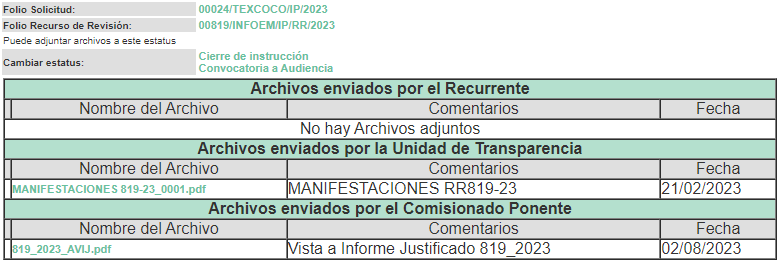 Folio Solicitud: 00024/TEXCOCO/IP/2023
Folio Recurso de Revisión: 00819/INFOEM/IP/RR/2023
Puede adjuntar archivos a este estatus
Cambiar estatus: Cierre de instrucción
Convocatoria a Audiencia
Archivos enviados por el Recurrente
Nombre del Archivo Comentarios Fecha
No hay Archivos adjuntos
Archivos enviados por la Unidad de Transparencia
Nombre del Archivo Comentarios Fecha
MANIFESTACIONES 819-23_0001.pdf MANIFESTACIONES RR819-23 21/02/2023
Archivos enviados por el Comisionado Ponente
Nombre del Archivo Comentarios Fecha
819_2023_AVIJ.pdf Vista a Informe Justificado 819_2023 02/08/2023